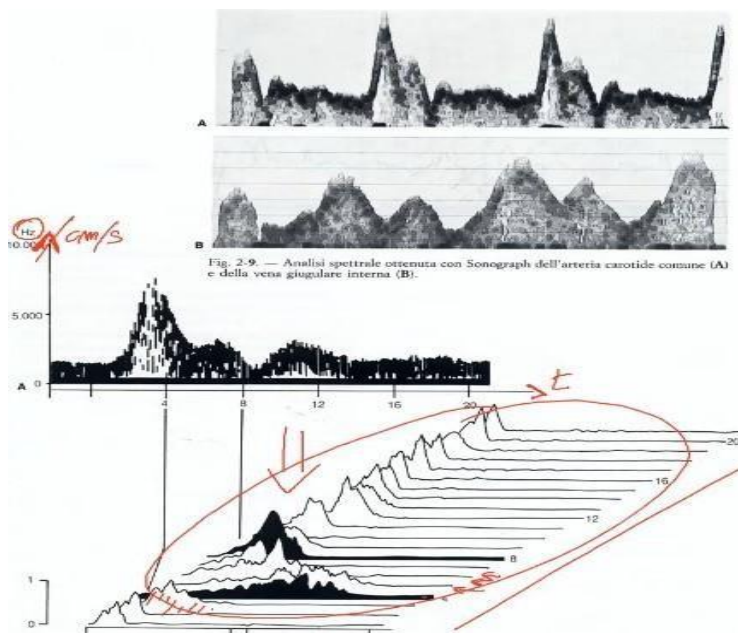 A
B
Fig. 2-9. — Analisi spettrale ottenuta con Sonograph dell'arteria carotide comune (A)
e della vena giugulare interna (B).
Hz
cm/s
10.00
5.000
A
0
4
8
12
16
20
t
20
16
12
8
1
0